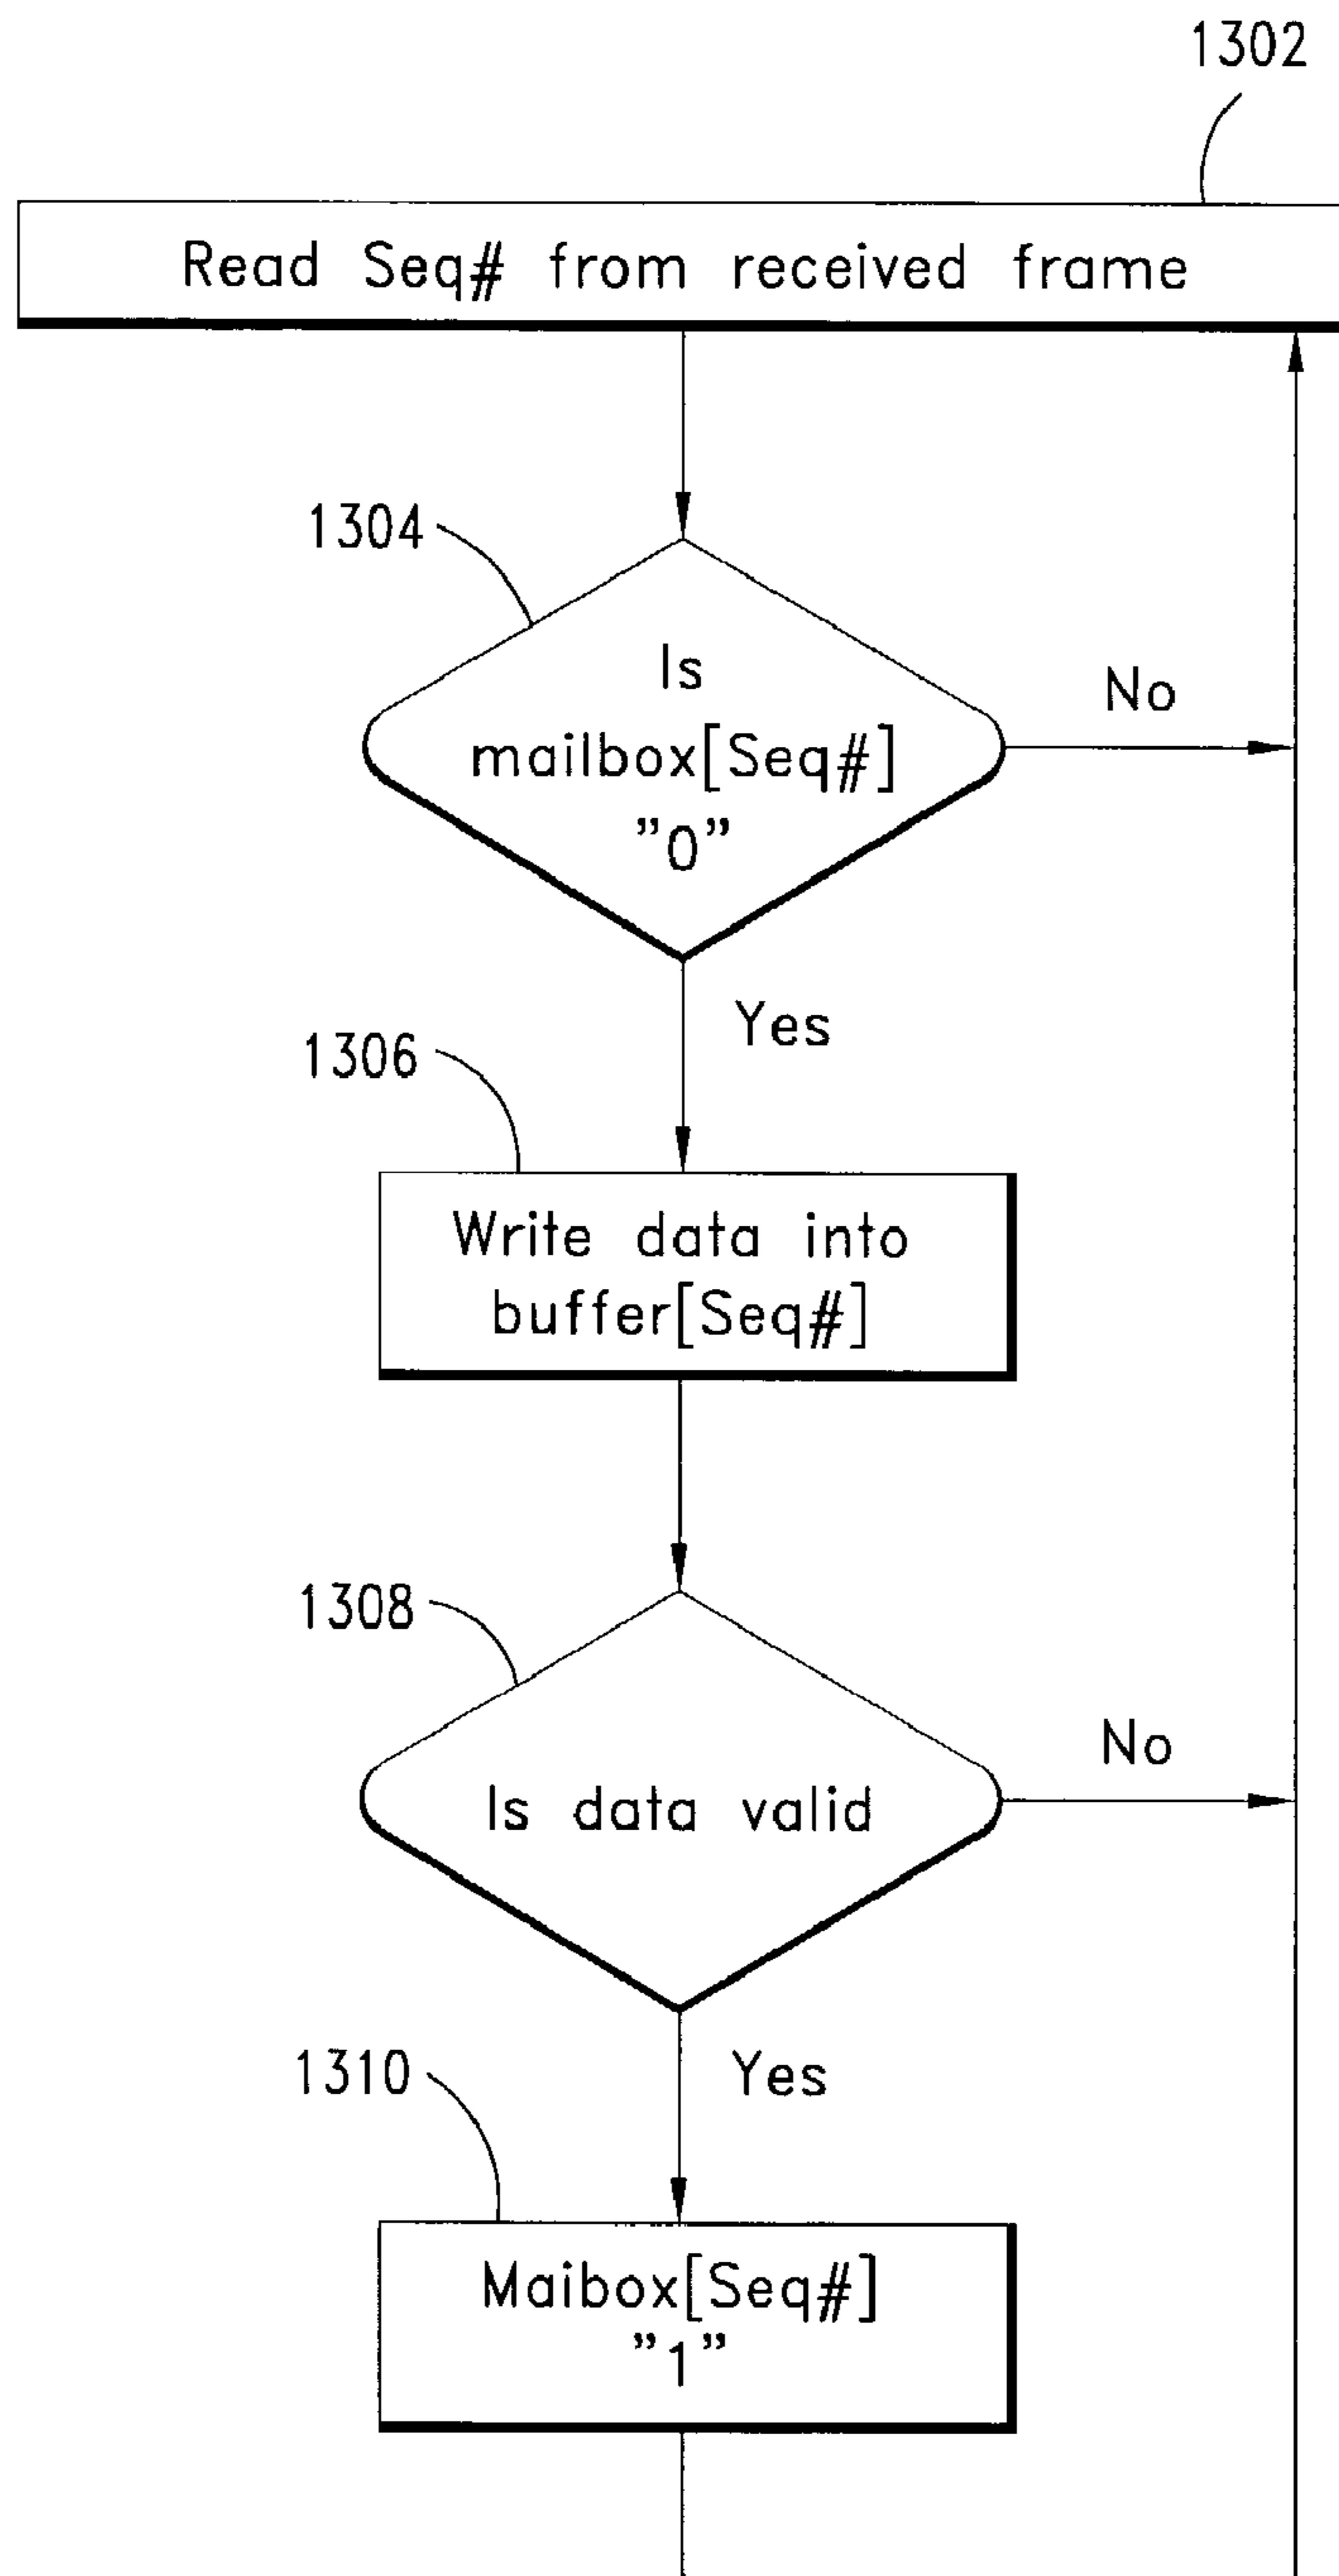 1302
Read Seq# from received frame
1304
Is
mailbox[Seq#]
"0"
No
Yes
1306
Write data into
buffer[Seq#]
1308
Is data valid
No
Yes
1310
Maibox[Seq#]
"1"